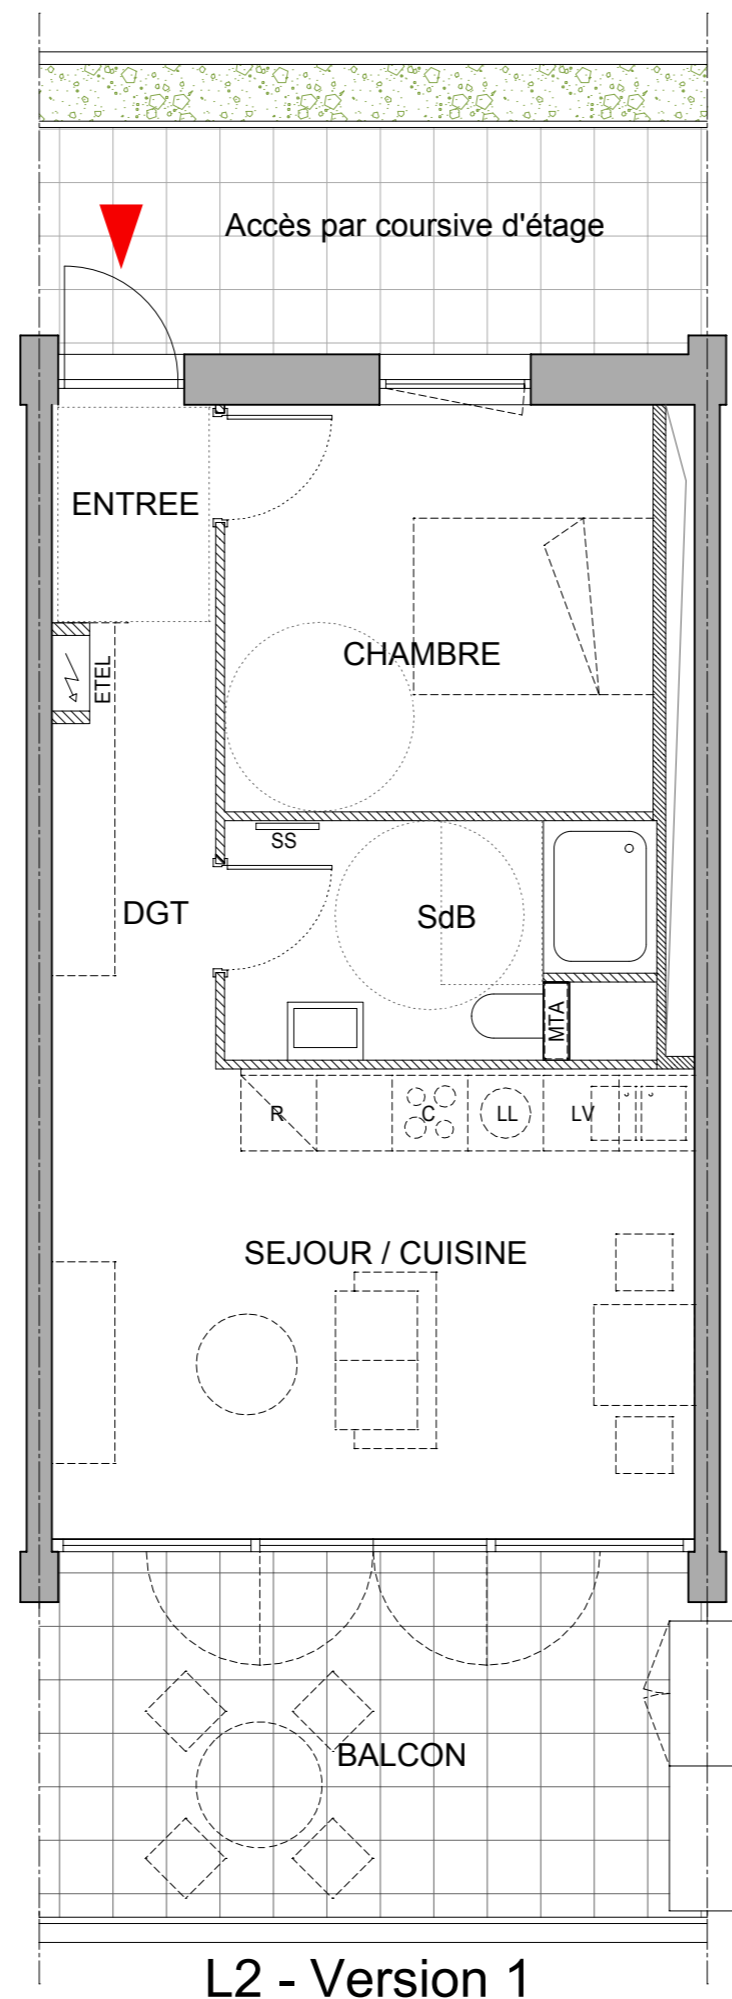 Accès par coursive d'étage
ENTREE
CHAMBRE
ETEL
SS
DGT
SdB
MTA
R
C
LL
LV
SEJOUR / CUISINE
BALCON
L2 - Version 1